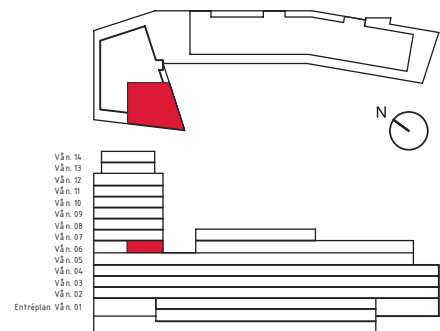 N
Vån. 14
Vån. 13
Vån. 12
Vån. 11
Vån. 10
Vån. 09
Vån. 08
Vån. 07
Vån. 06
Vån. 05
Vån. 04
Vån. 03
Vån. 02
Entréplan Vån. 01